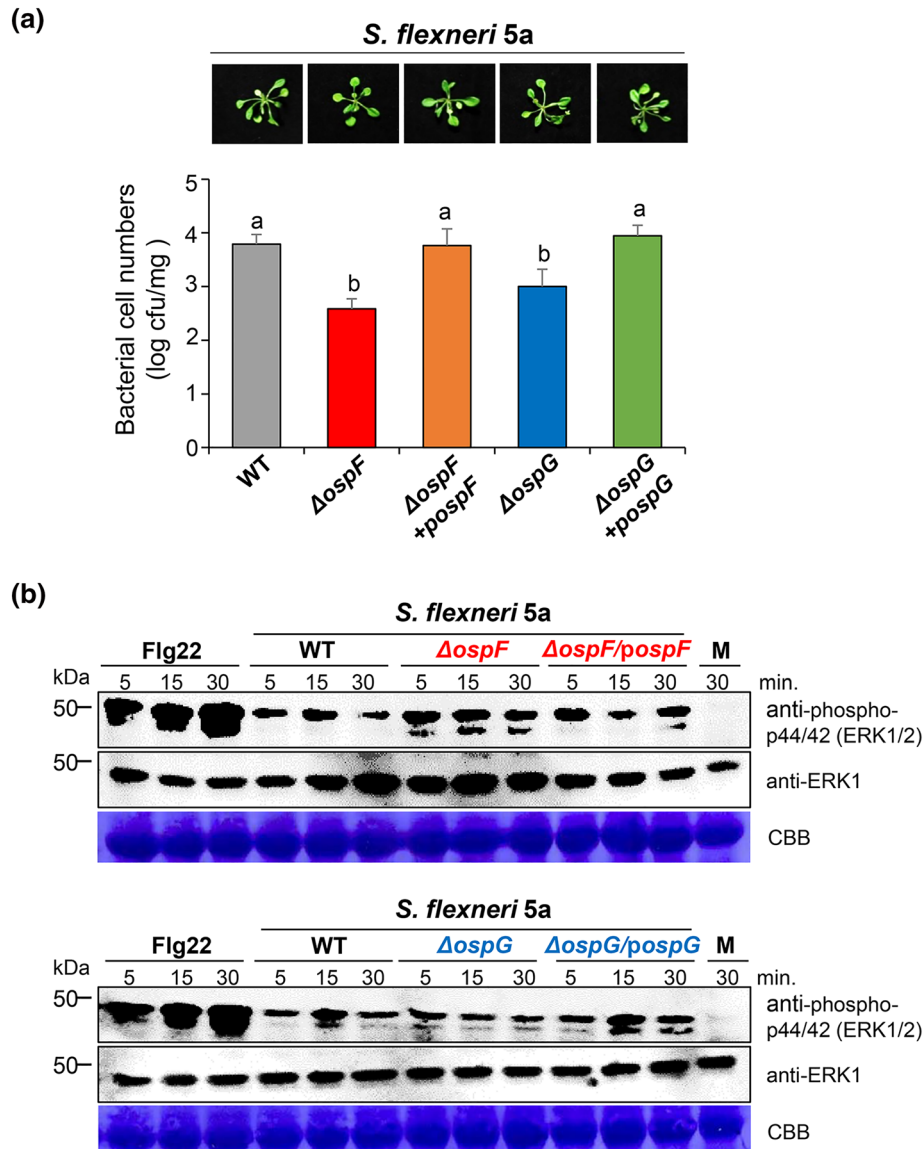 (a)
S. flexneri 5a
Bacterial cell numbers
(log cfu/mg )
5
4
3
2
1
0
a
b
a
b
a
WT
ΔospF
ΔospF
+pospF
ΔospG
ΔospG
+pospG
(b)
S. flexneri 5a
Flg22 WT ΔospF ΔospF/pospF M
kDa 5 15 30 5 15 30 5 15 30 5 15 30 30 min.
50 anti-phospho-
p44/42 (ERK1/2)
50 anti-ERK1
CBB
S. flexneri 5a
Flg22 WT ΔospG ΔospG/pospG M
kDa 5 15 30 5 15 30 5 15 30 5 15 30 30 min.
50 anti-phospho-
p44/42 (ERK1/2)
50 anti-ERK1
CBB